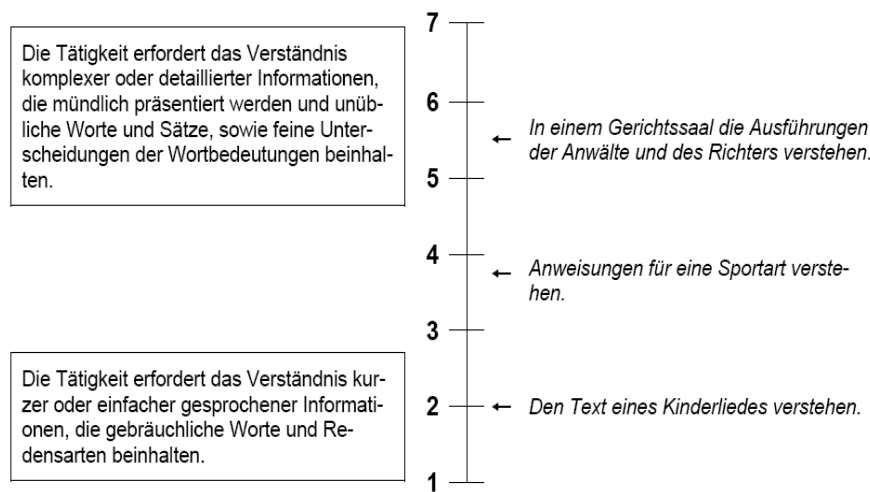 7
Die Tätigkeit erfordert das Verständnis
komplexer oder detaillierter Informationen,
die mündlich präsentiert werden und unüb-
liche Worte und Sätze, sowie feine Unter-
scheidungen der Wortbedeutungen beinhal-
ten.
6
In einem Gerichtssaal die Ausführungen
der Anwälte und des Richters verstehen.
5
4
Anweisungen für eine Sportart verste-
hen.
3
Die Tätigkeit erfordert das Verständnis kur-
zer oder einfacher gesprochener Informati-
onen, die gebräuchliche Worte und Re-
densarten beinhalten.
2
Den Text eines Kinderliedes verstehen.
1